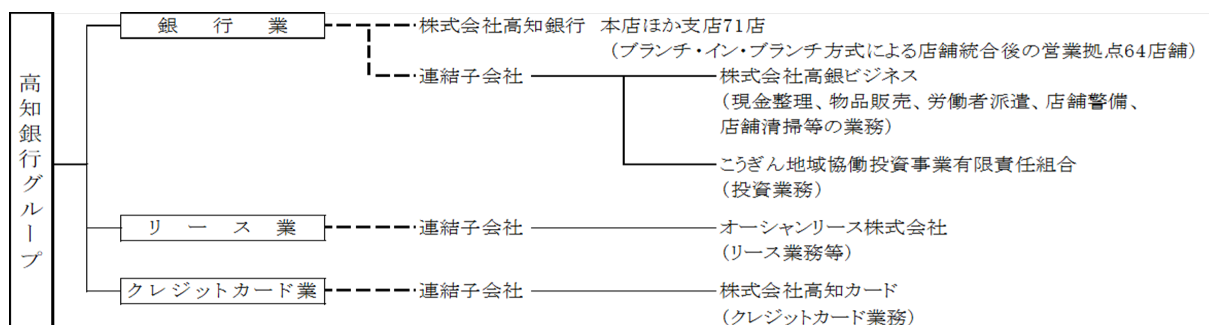 高知銀行グループ
銀行業
株式会社高知銀行 本店ほか支店71店
（ブランチ・イン・ブランチ方式による店舗統合後の営業拠点64店舗）
連結子会社
株式会社高銀ビジネス
（現金整理、物品販売、労働者派遣、店舗警備、
店舗清掃等の業務）
こうぎん地域協働投資事業有限責任組合
（投資業務）
リース業
連結子会社
オーシャンリース株式会社
（リース業務等）
クレジットカード業
連結子会社
株式会社高知カード
（クレジットカード業務）